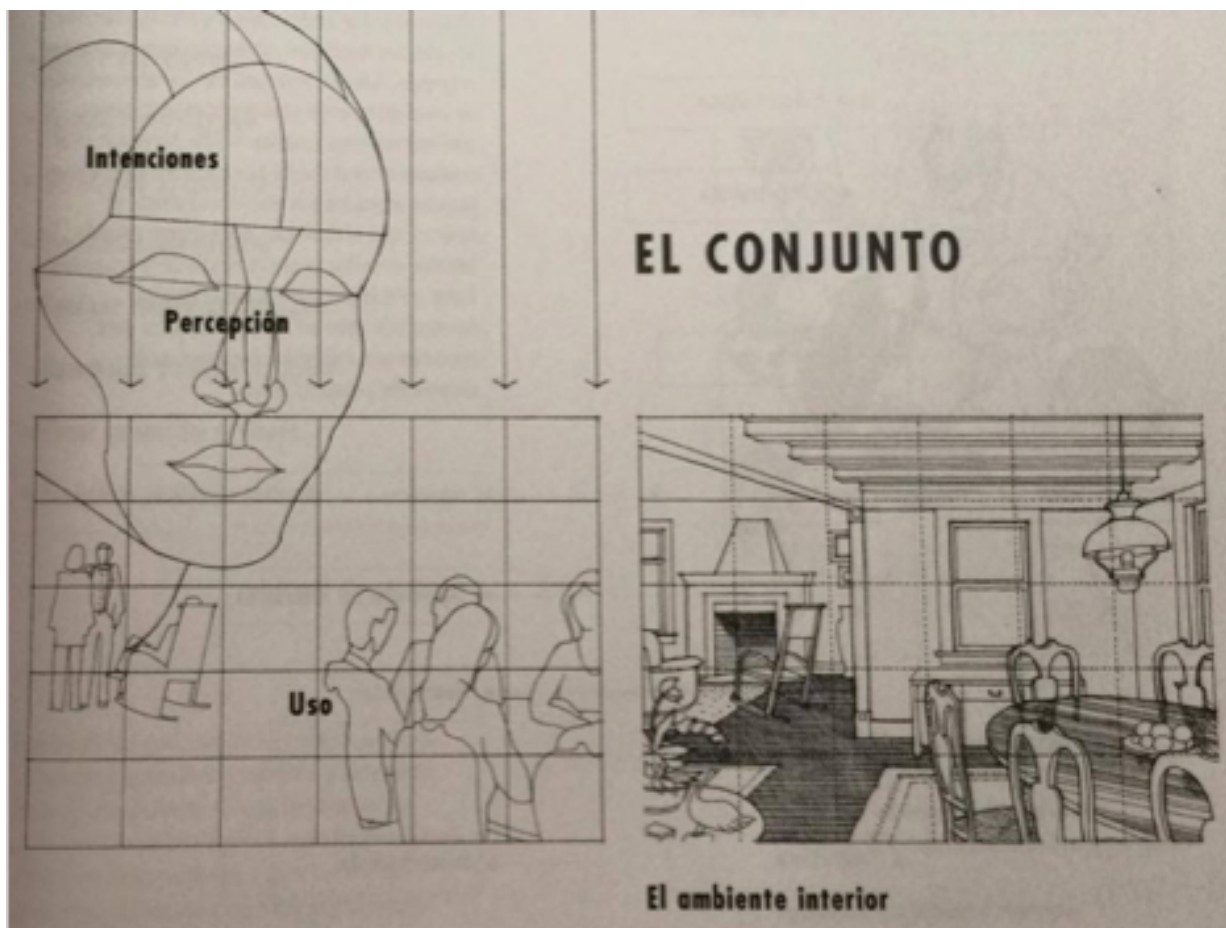 Intenciones
EL CONJUNTO
Percepción
Uso
El ambiente interior